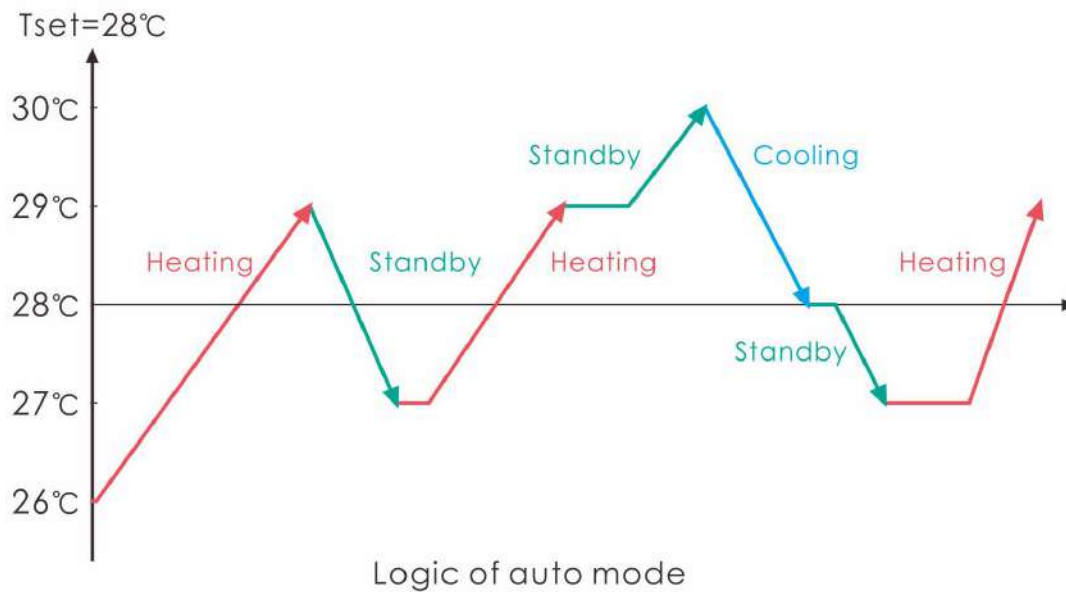 Tset=28℃
30℃
Standby
Cooling
29℃
Heating
Standby
Heating
Heating
28℃
Standby
27℃
26℃
Logic of auto mode